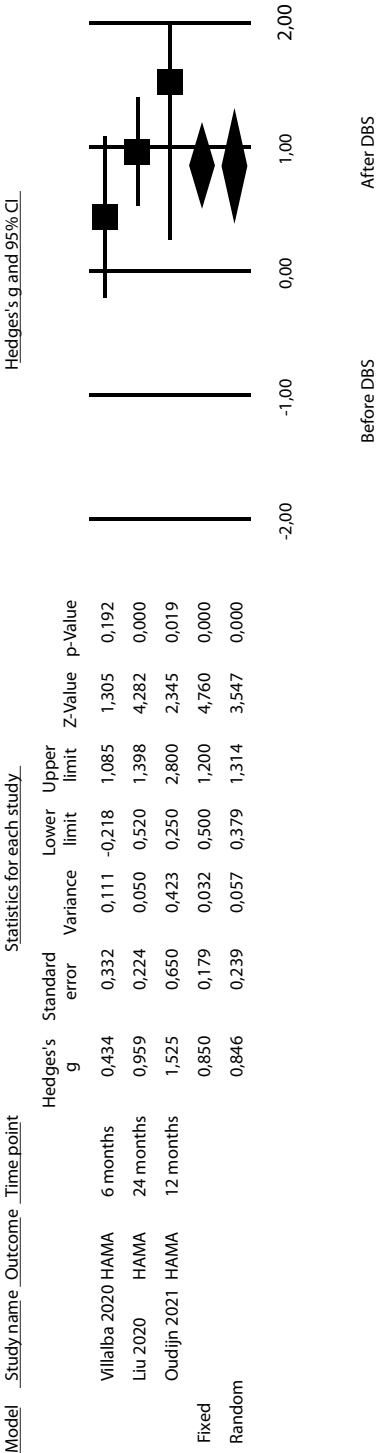 Model Study name Outcome Time point Statistics for each study Hedges's g and 95% CI
Hedges's g Standard error Variance Lower limit Upper limit Z-Value p-Value
Villalba 2020 HAMA 6 months 0,434 0,332 0,111 -0,218 1,085 1,305 0,192
Liu 2020 HAMA 24 months 0,959 0,224 0,050 0,520 1,398 4,282 0,000
Oudijn 2021 HAMA 12 months 1,525 0,650 0,423 0,250 2,800 2,345 0,019
Fixed 0,850 0,179 0,032 0,500 1,200 4,760 0,000
Random 0,846 0,239 0,057 0,379 1,314 3,547 0,000
-2,00 -1,00 0,00 1,00 2,00
Before DBS After DBS